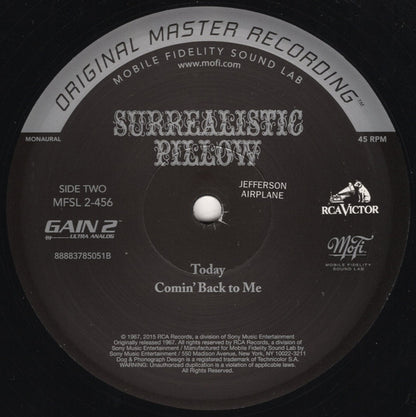 ORIGINAL MASTER RECORDING™
MOBILE FIDELITY SOUND LAB
www.mofi.com
MONAURAL
45 RPM
SURREALISTIC
PILLOW
SIDE TWO
MFSL 2-456
JEFFERSON
AIRPLANE
RCA VICTOR
GAIN 2™
ULTRA ANALOG
MoFi
MOBILE FIDELITY
SOUND LAB
88883785051B
Today
Comin' Back to Me
© 1967, 2015 RCA Records, a division of Sony Music Entertainment.
Originally released 1967. All rights reserved by RCA Records, a division of
Sony Music Entertainment / Manufactured for Mobile Fidelity Sound Lab by
Sony Music Entertainment / 550 Madison Avenue, New York, NY 10022-3211
Dog & Phonograph Design is a registered trademark of Technicolor S.A.
WARNING: Unauthorized duplication is a violation of applicable laws.
All Rights Reserved.